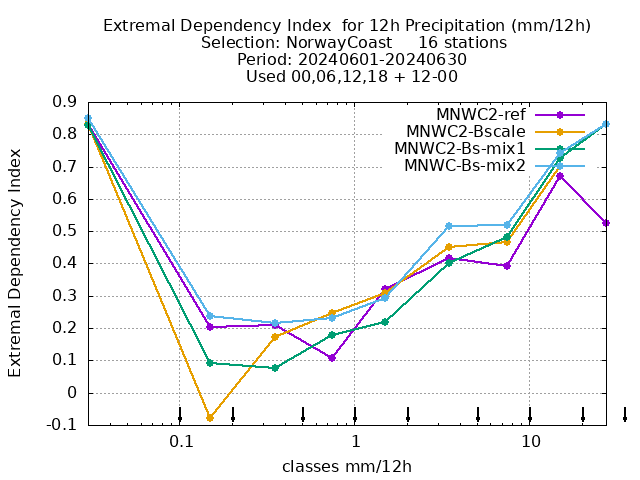 Extremal Dependency Index  for 12h Precipitation (mm/12h)
Selection: NorwayCoast     16 stations
Period: 20240601-20240630
Used 00,06,12,18 + 12-00
MNWC2-ref
MNWC2-Bscale
MNWC2-Bs-mix1
MNWC-Bs-mix2
Extremal Dependency Index
0.9
0.8
0.7
0.6
0.5
0.4
0.3
0.2
0.1
0
-0.1
0.1
1
10
classes mm/12h